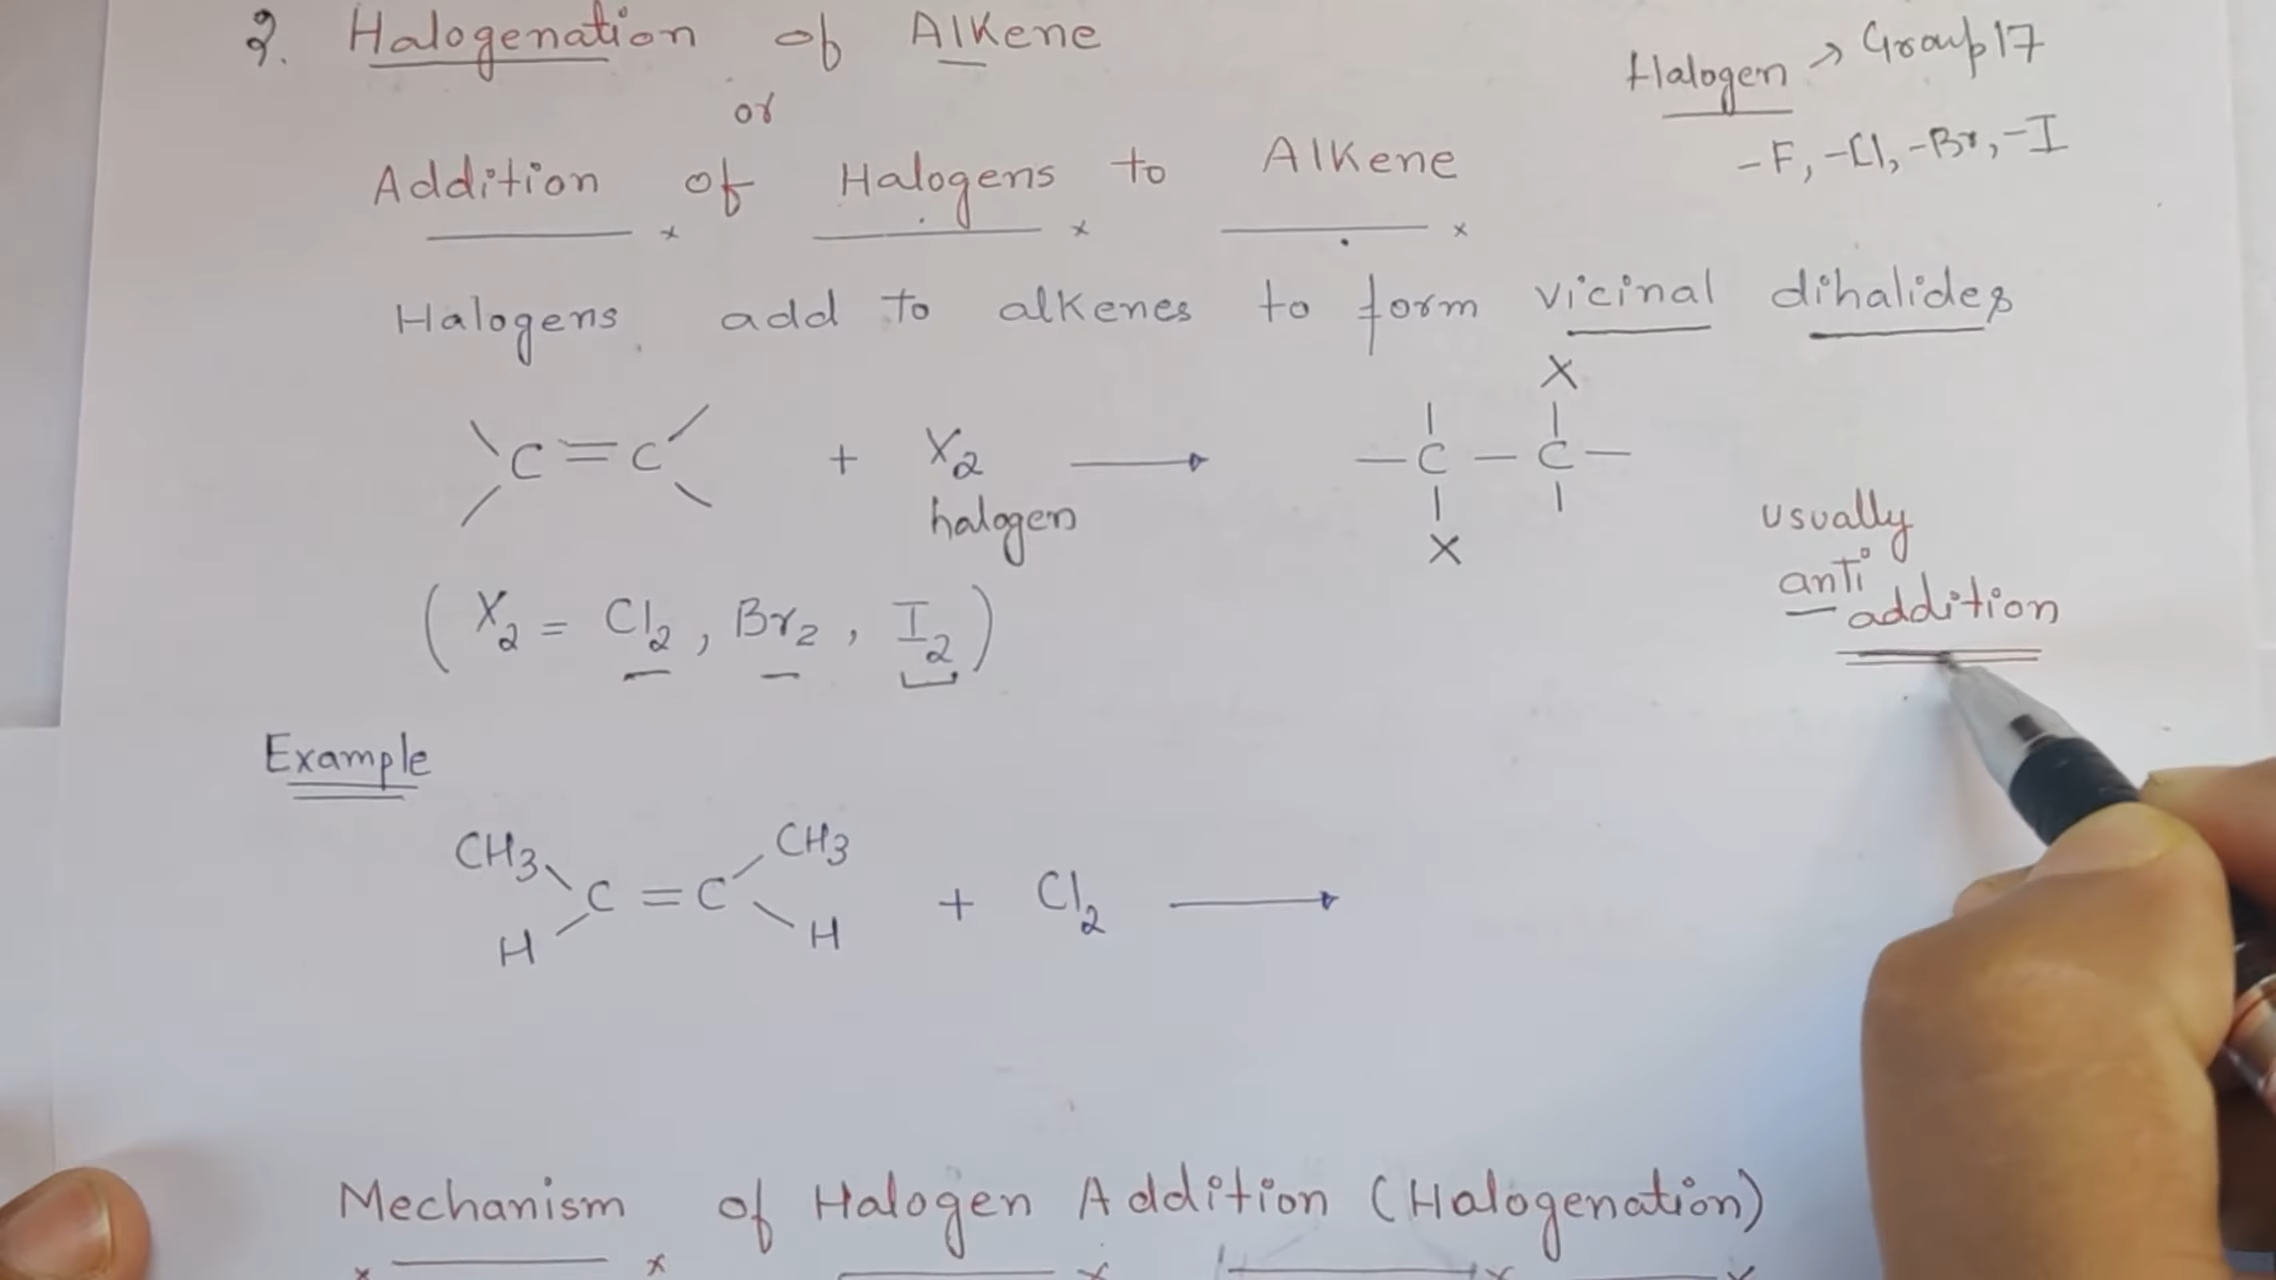 2. Halogenation of Alkene
or
Addition of Halogens to Alkene
Halogen → Group 17
-F, -Cl, -Br, -I
Halogens add to alkenes to form vicinal dihalides
C=C + X2 → -C-C-
X
X
halogen
(X2 = Cl2, Br2, I2)
usually
anti
addition
Example
CH3 CH3
C=C + Cl2 →
H H
Mechanism of Halogen Addition (Halogenation)